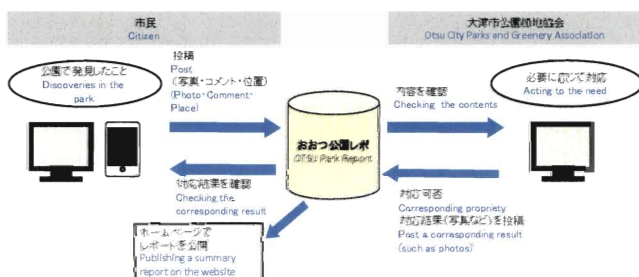 市民
Citizen
大津市公園緑地協会
Otsu City Parks and Greenery Association
公園で発見したこと
Discoveries in the
park
投稿
Post
(写真・コメント・位置)
(Photo・Comment・
Place)
おおつ公園レポ
OTSU Park Report
内容を確認
Checking the contents
必要に応じて対応
Acting to the need
対応結果を確認
Checking the
corresponding result
対応可否
Corresponding propriety
対応結果(写真など)を投稿
Post a corresponding result
(such as photos)
ホームページで
レポートを公開
Publishing a summary
report on the website